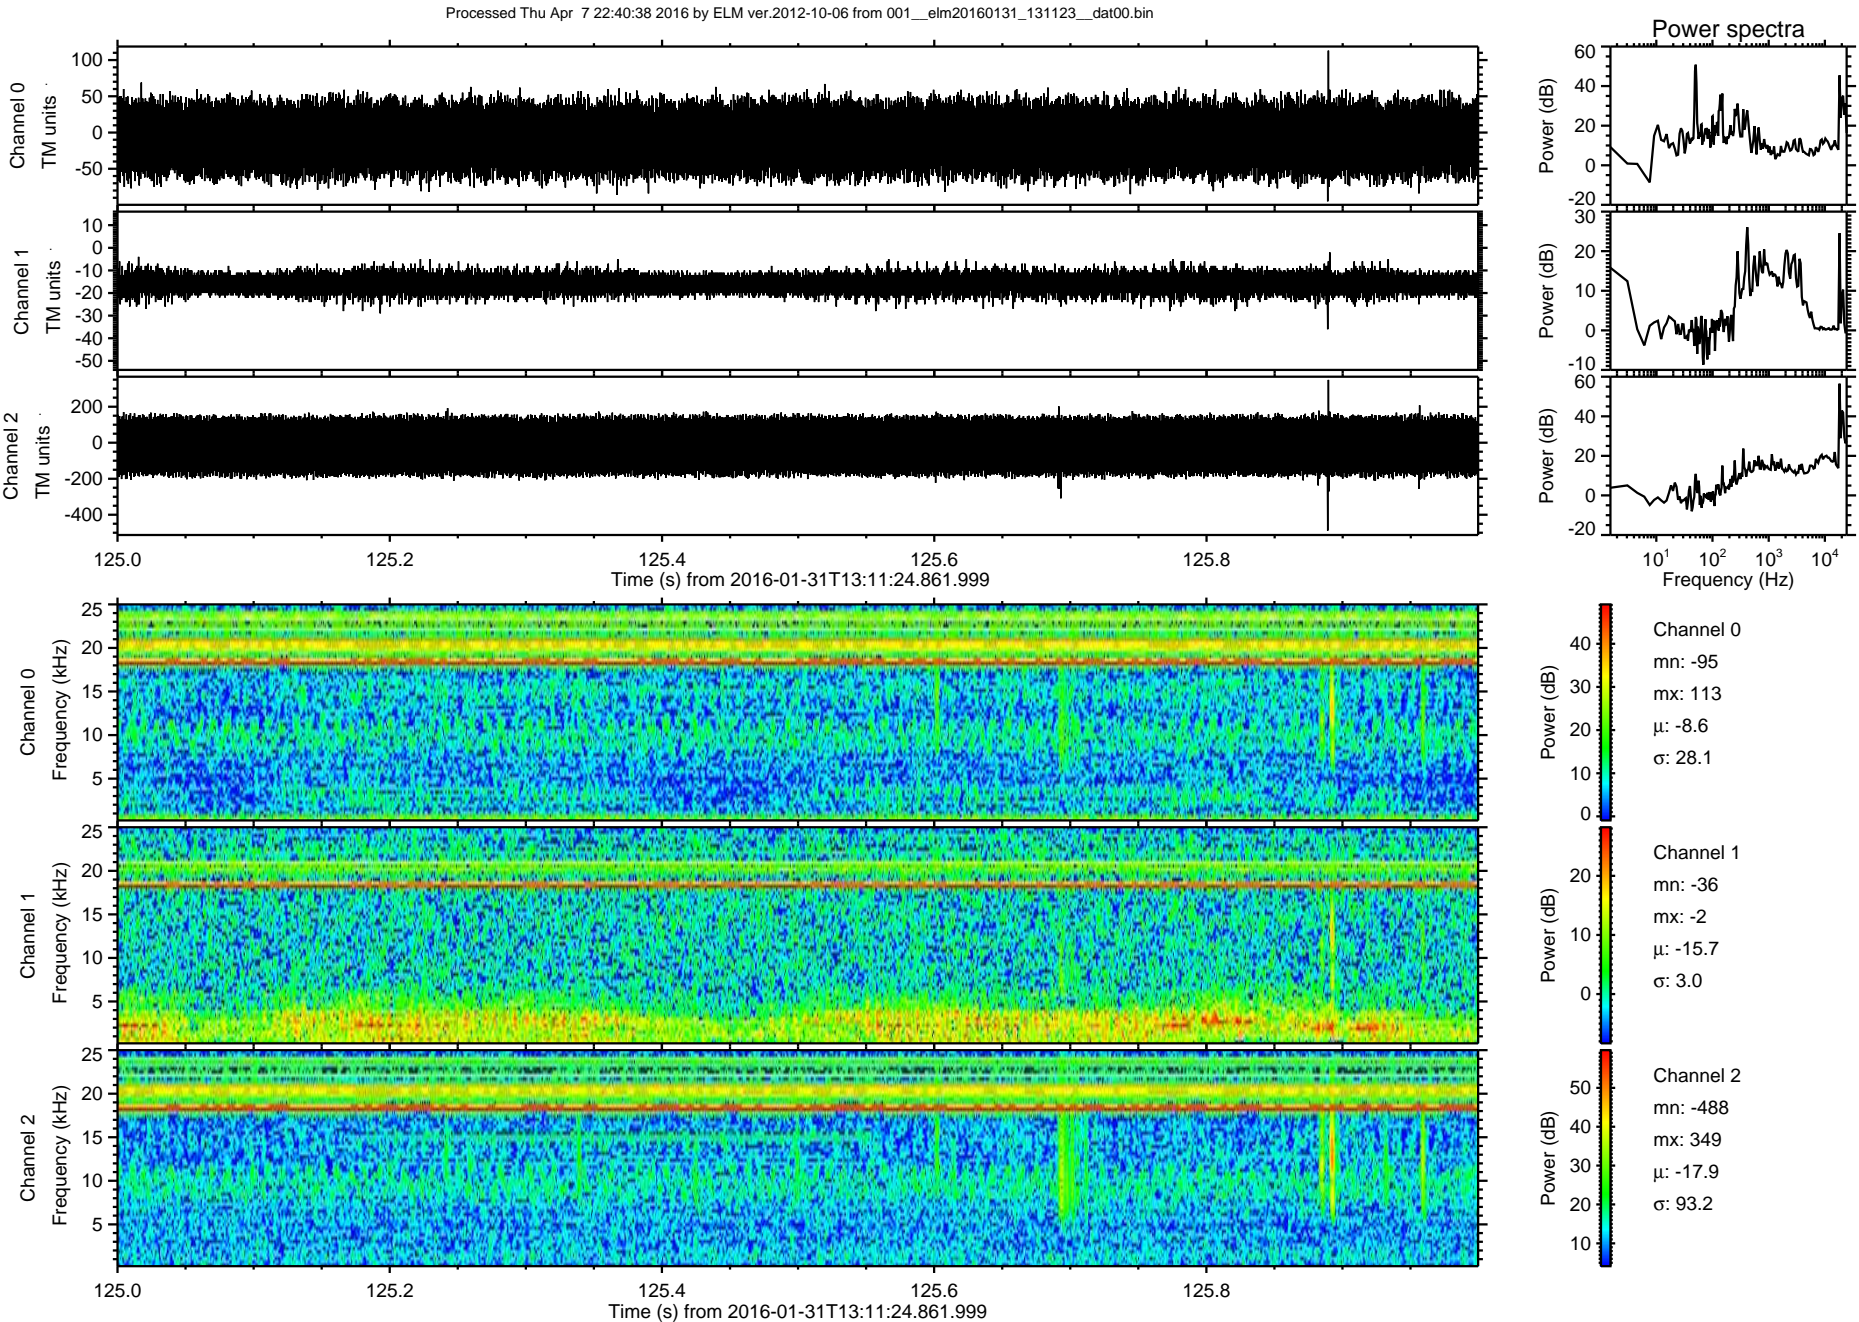 Processed Thu Apr  7 22:40:38 2016 by ELM ver.2012-10-06 from 001__elm20160131_131123__dat00.bin
Power spectra
Channel 0
TM units
100
50
0
-50
Power (dB)
60
40
20
0
-20
Channel 1
TM units
10
0
-10
-20
-30
-40
-50
Power (dB)
30
20
10
0
-10
Channel 2
TM units
200
0
-200
-400
Power (dB)
60
40
20
0
-20
125.0 125.2 125.4 125.6 125.8
Time (s) from 2016-01-31T13:11:24.861.999
10^1 10^2 10^3 10^4
Frequency (Hz)
Channel 0
Frequency (kHz)
25
20
15
10
5
Power (dB)
40
30
20
10
0
Channel 0
mn: -95
mx: 113
μ: -8.6
σ: 28.1
Channel 1
Frequency (kHz)
25
20
15
10
5
Power (dB)
20
10
0
Channel 1
mn: -36
mx: -2
μ: -15.7
σ: 3.0
Channel 2
Frequency (kHz)
25
20
15
10
5
Power (dB)
50
40
30
20
10
Channel 2
mn: -488
mx: 349
μ: -17.9
σ: 93.2
125.0 125.2 125.4 125.6 125.8
Time (s) from 2016-01-31T13:11:24.861.999